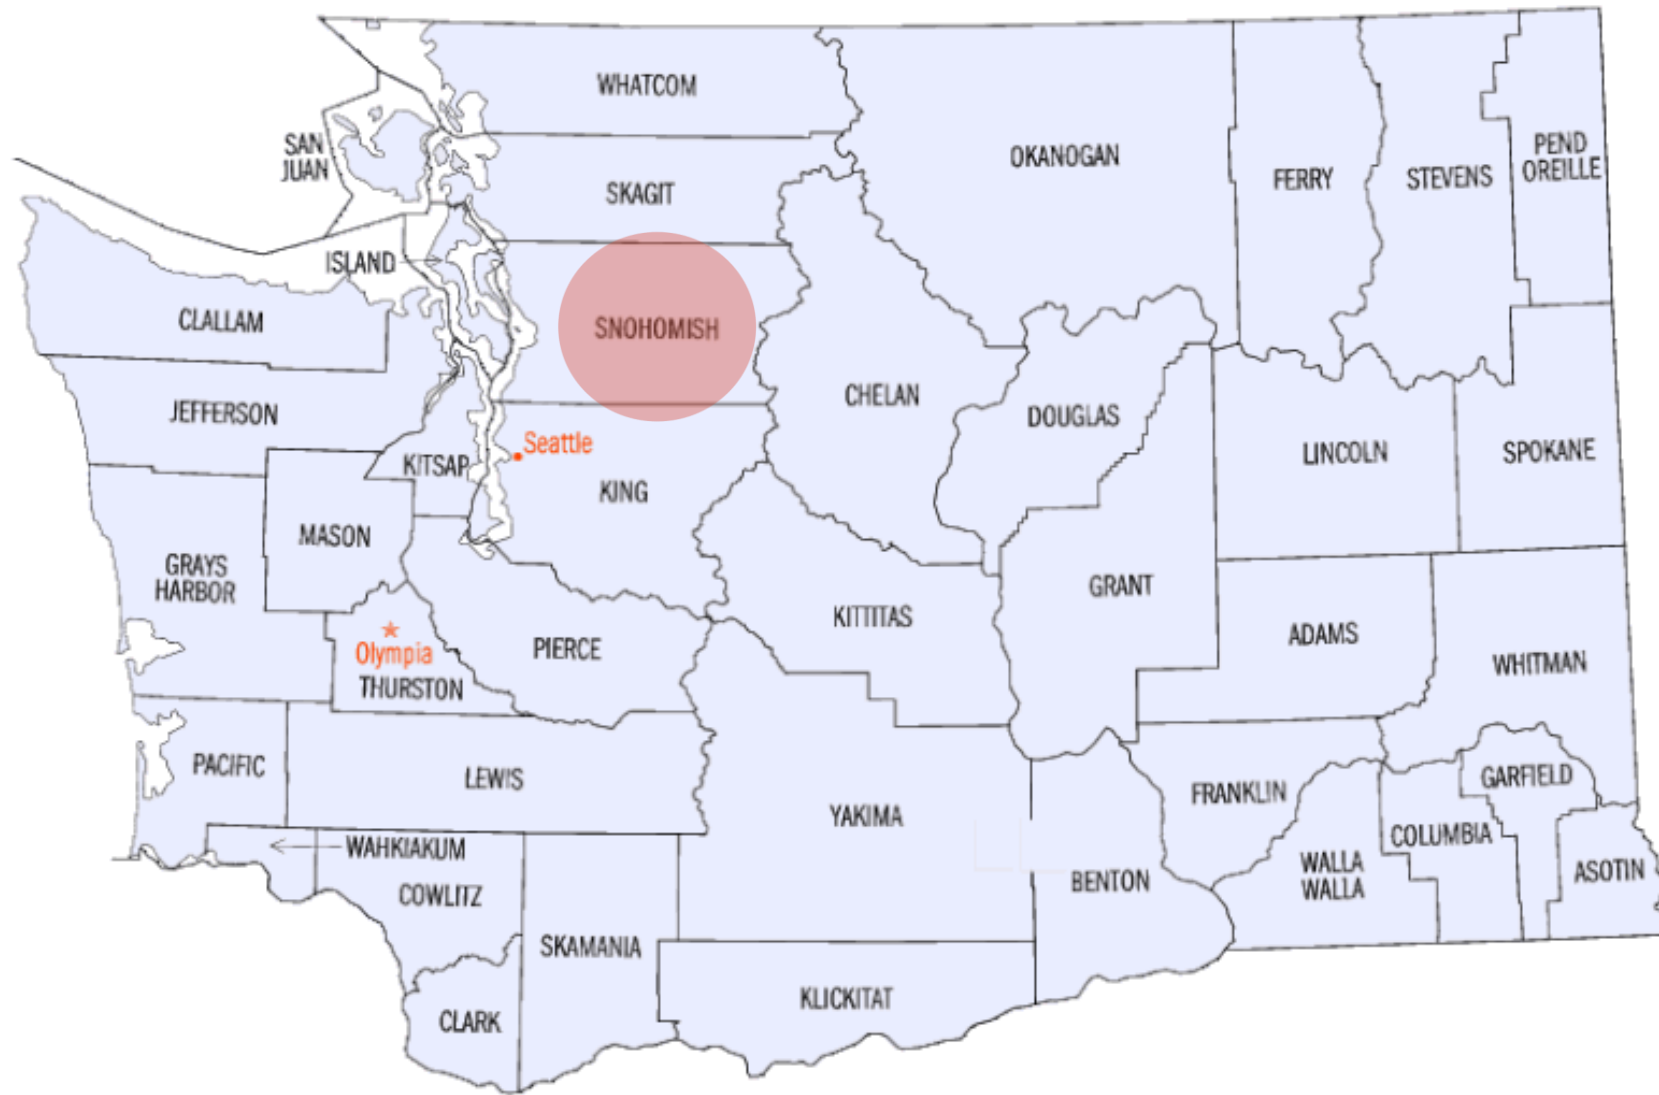 WHATCOM
SAN
JUAN
SKAGIT
OKANOGAN
FERRY
STEVENS
PEND
OREILLE
ISLAND
CLALLAM
SNOHOMISH
JEFFERSON
CHELAN
DOUGLAS
KITSAP
Seattle
KING
LINCOLN
SPOKANE
MASON
GRAYS
HARBOR
GRANT
KITTITAS
ADAMS
Olympia
THURSTON
PIERCE
WHITMAN
PACIFIC
LEWIS
YAKIMA
FRANKLIN
GARFIELD
WAHKIAKUM
COLUMBIA
COWLITZ
BENTON
WALLA
WALLA
ASOTIN
SKAMANIA
KLICKITAT
CLARK